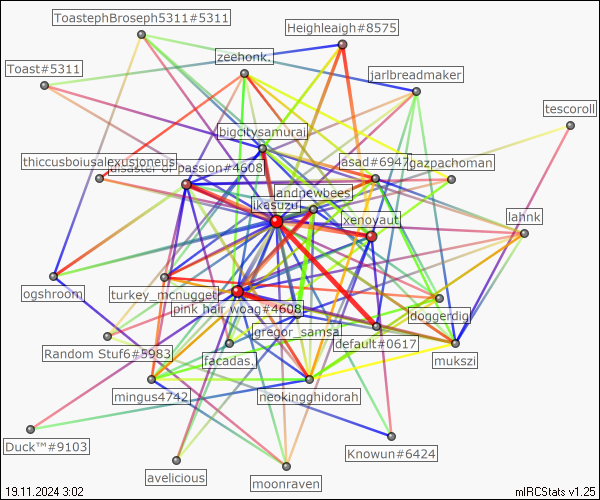 ToastephBroseph5311#5311
Heighleaigh#8575
zeehonk.
Toast#5311
jarlbreadmaker
tescoroll
bigcitysamurai
thiccusboiusalexusjoneus
disaster of passion#4608
asad#6947
gazpachoman
landnewbees
ikasuzu
xenoyaut
lahnk
ogshroom
turkey_mcnugget
pink hair woag#4608
doggerdig
gregor_samsa
default#0617
Random Stuf6#5983
facadas.
mukszi
mingus4742
neokingghidorah
Duck™#9103
Knowun#6424
avelicious
moonraven
19.11.2024 3:02
mIRCStats v1.25